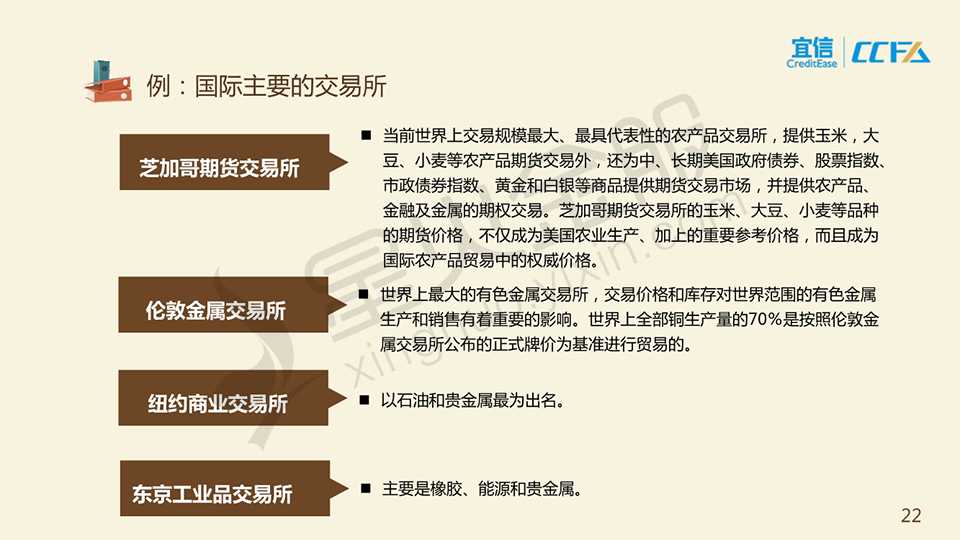 宜信
CreditEase
CCFA
例：国际主要的交易所
芝加哥期货交易所
■ 当前世界上交易规模最大、最具代表性的农产品交易所，提供玉米，大
豆、小麦等农产品期货交易外，还为中、长期美国政府债券、股票指数、
市政债券指数、黄金和白银等商品提供期货交易市场，并提供农产品、
金融及金属的期权交易。芝加哥期货交易所的玉米、大豆、小麦等品种
的期货价格，不仅成为美国农业生产、加上的重要参考价格，而且成为
国际农产品贸易中的权威价格。
伦敦金属交易所
■ 世界上最大的有色金属交易所，交易价格和库存对世界范围的有色金属
生产和销售有着重要的影响。世界上全部铜生产量的70%是按照伦敦金
属交易所公布的正式牌价为基准进行贸易的。
纽约商业交易所
■ 以石油和贵金属最为出名。
东京工业品交易所
■ 主要是橡胶、能源和贵金属。
星火金服
22